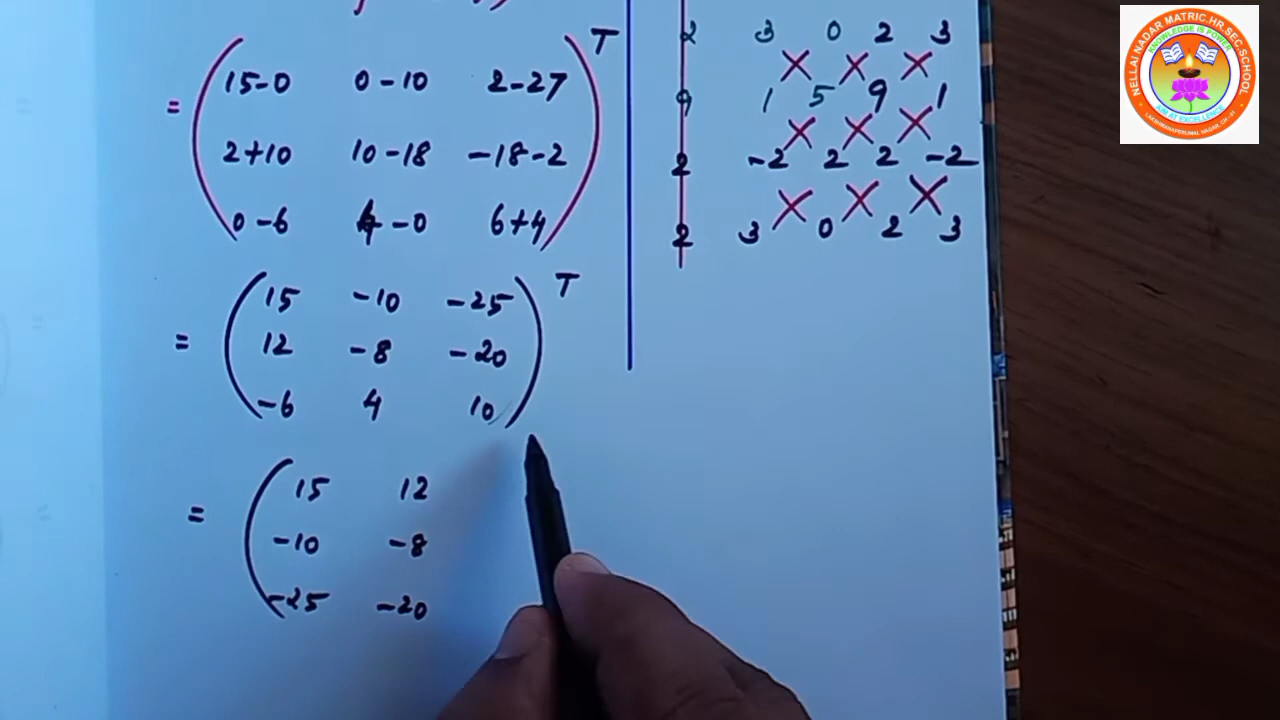 = ( 15-0 0-10 2-27 ) T
2+10 10-18 -18-2
0-6 4-0 6+4
= ( 15 -10 -25 ) T
12 -8 -20
-6 4 10
= ( 15 12
-10 -8
-25 -20
2 3 0 2 3
9 1 5 9 1
2 -2 2 2 -2
2 3 0 2 3
NELLAI NADAR MATRIC.HR.SEC.SCHOOL
KNOWLEDGE IS POWER
AIM AT EXCELLENCE